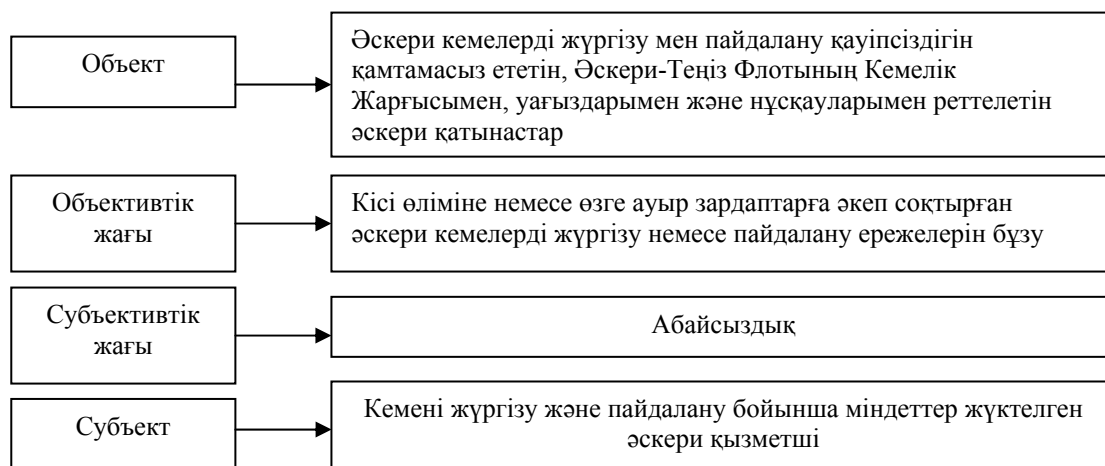 Объект
Әскери кемелерді жүргізу мен пайдалану қауіпсіздігін
қамтамасыз ететін, Әскери-Теңіз Флотының Кемелік
Жарғысымен, уағыздарымен және нұсқауларымен реттелетін
әскери қатынастар
Объективтік
жағы
Кісі өліміне немесе өзге ауыр зардаптарға әкеп соқтырған
әскери кемелерді жүргізу немесе пайдалану ережелерін бұзу
Субъективтік
жағы
Абайсыздық
Субъект
Кемені жүргізу және пайдалану бойынша міндеттер жүктелген
әскери қызметші